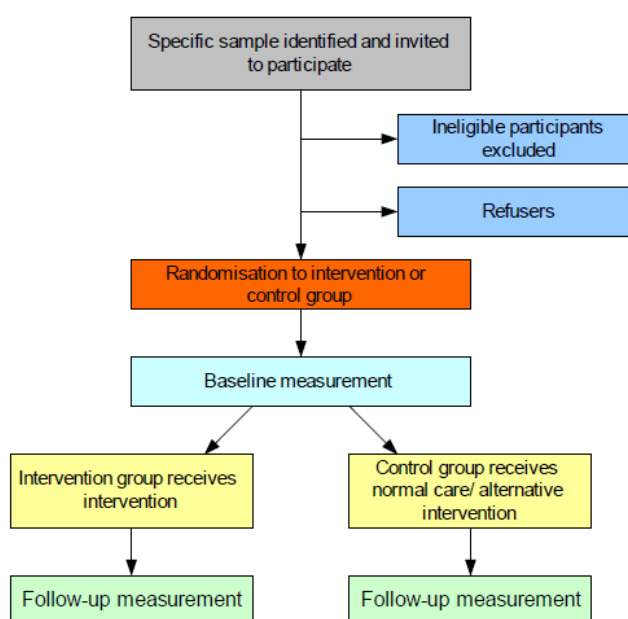 Specific sample identified and invited
to participate
Ineligible participants
excluded
Refusers
Randomisation to intervention or
control group
Baseline measurement
Intervention group receives
intervention
Control group receives
normal care/ alternative
intervention
Follow-up measurement
Follow-up measurement